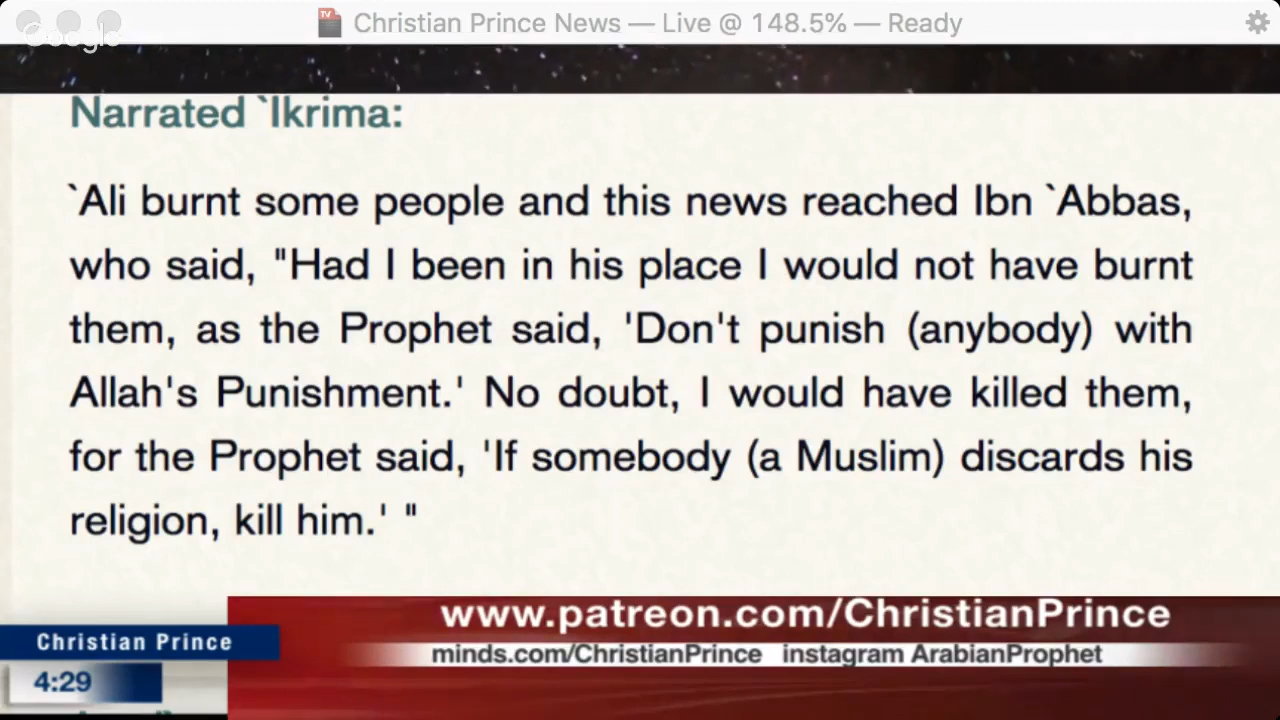 Christian Prince News — Live @ 148.5% — Ready
Google
Narrated `Ikrima:
`Ali burnt some people and this news reached Ibn `Abbas,
who said, "Had I been in his place I would not have burnt
them, as the Prophet said, 'Don't punish (anybody) with
Allah's Punishment.' No doubt, I would have killed them,
for the Prophet said, 'If somebody (a Muslim) discards his
religion, kill him.' "
www.patreon.com/ChristianPrince
Christian Prince
minds.com/ChristianPrince instagram ArabianProphet
4:29